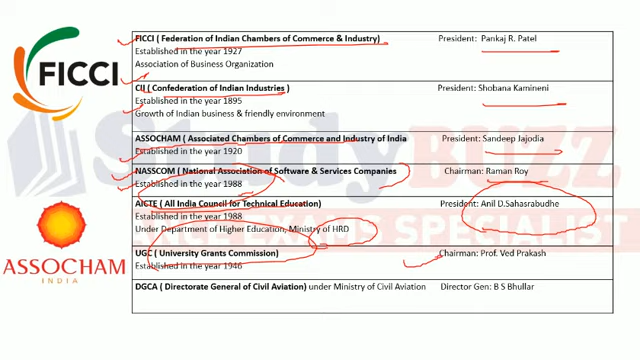 FICCI
ASSOCHAM
INDIA
FICCI ( Federation of Indian Chambers of Commerce & Industry) President: Pankaj R. Patel
Established in the year 1927
Association of Business Organization
CII ( Confederation of Indian Industries ) President: Shobana Kamineni
Established in the year 1895
Growth of Indian business & friendly environment
ASSOCHAM ( Associated Chambers of Commerce and Industry of India President: Sandeep Jajodia
Established in the year 1920
NASSCOM ( National Association of Software & Services Companies Chairman: Raman Roy
Established in the year 1988
AICTE ( All India Council for Technical Education) President: Anil D.Sahasrabudhe
Established in the year 1988
Under Department of Higher Education, Ministry of HRD
UGC ( University Grants Commission) Chairman: Prof. Ved Prakash
Established in the year 1946
DGCA ( Directorate General of Civil Aviation) under Ministry of Civil Aviation Director Gen: B S Bhullar
Study BUZZ
EXAMS SPECIALIST